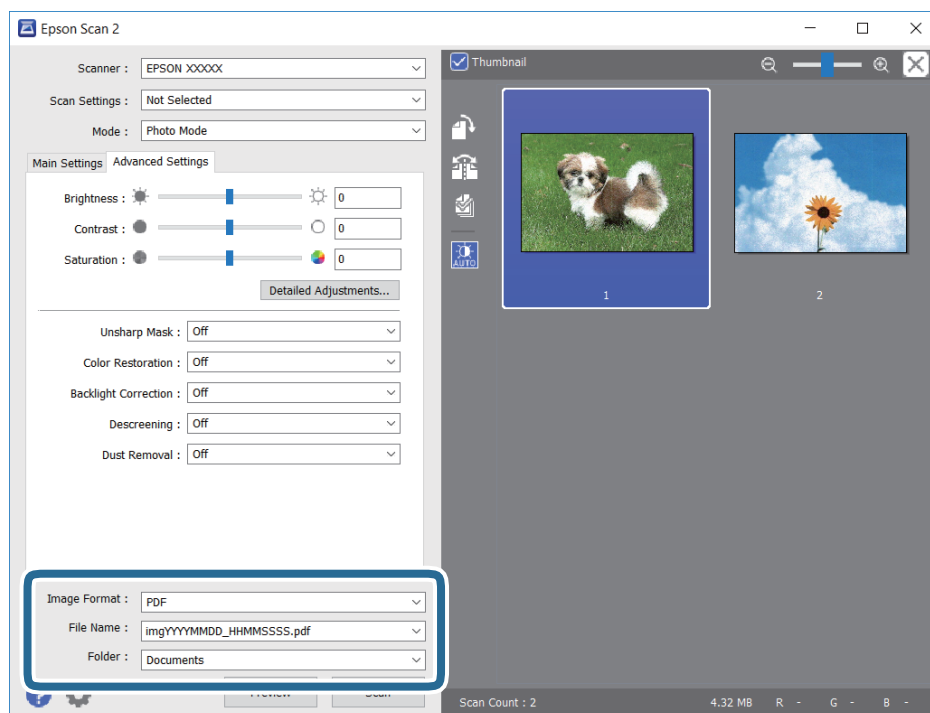 Epson Scan 2
Scanner : EPSON XXXXX
Scan Settings : Not Selected
Mode : Photo Mode
Main Settings Advanced Settings
Brightness : 0
Contrast : 0
Saturation : 0
Detailed Adjustments...
Unsharp Mask : Off
Color Restoration : Off
Backlight Correction : Off
Descreening : Off
Dust Removal : Off
Image Format : PDF
File Name : imgYYYYMMDD_HHMMSSSS.pdf
Folder : Documents
? Preview Scan
Thumbnail
AUTO
1 2
Scan Count : 2 4.32 MB R - G - B -